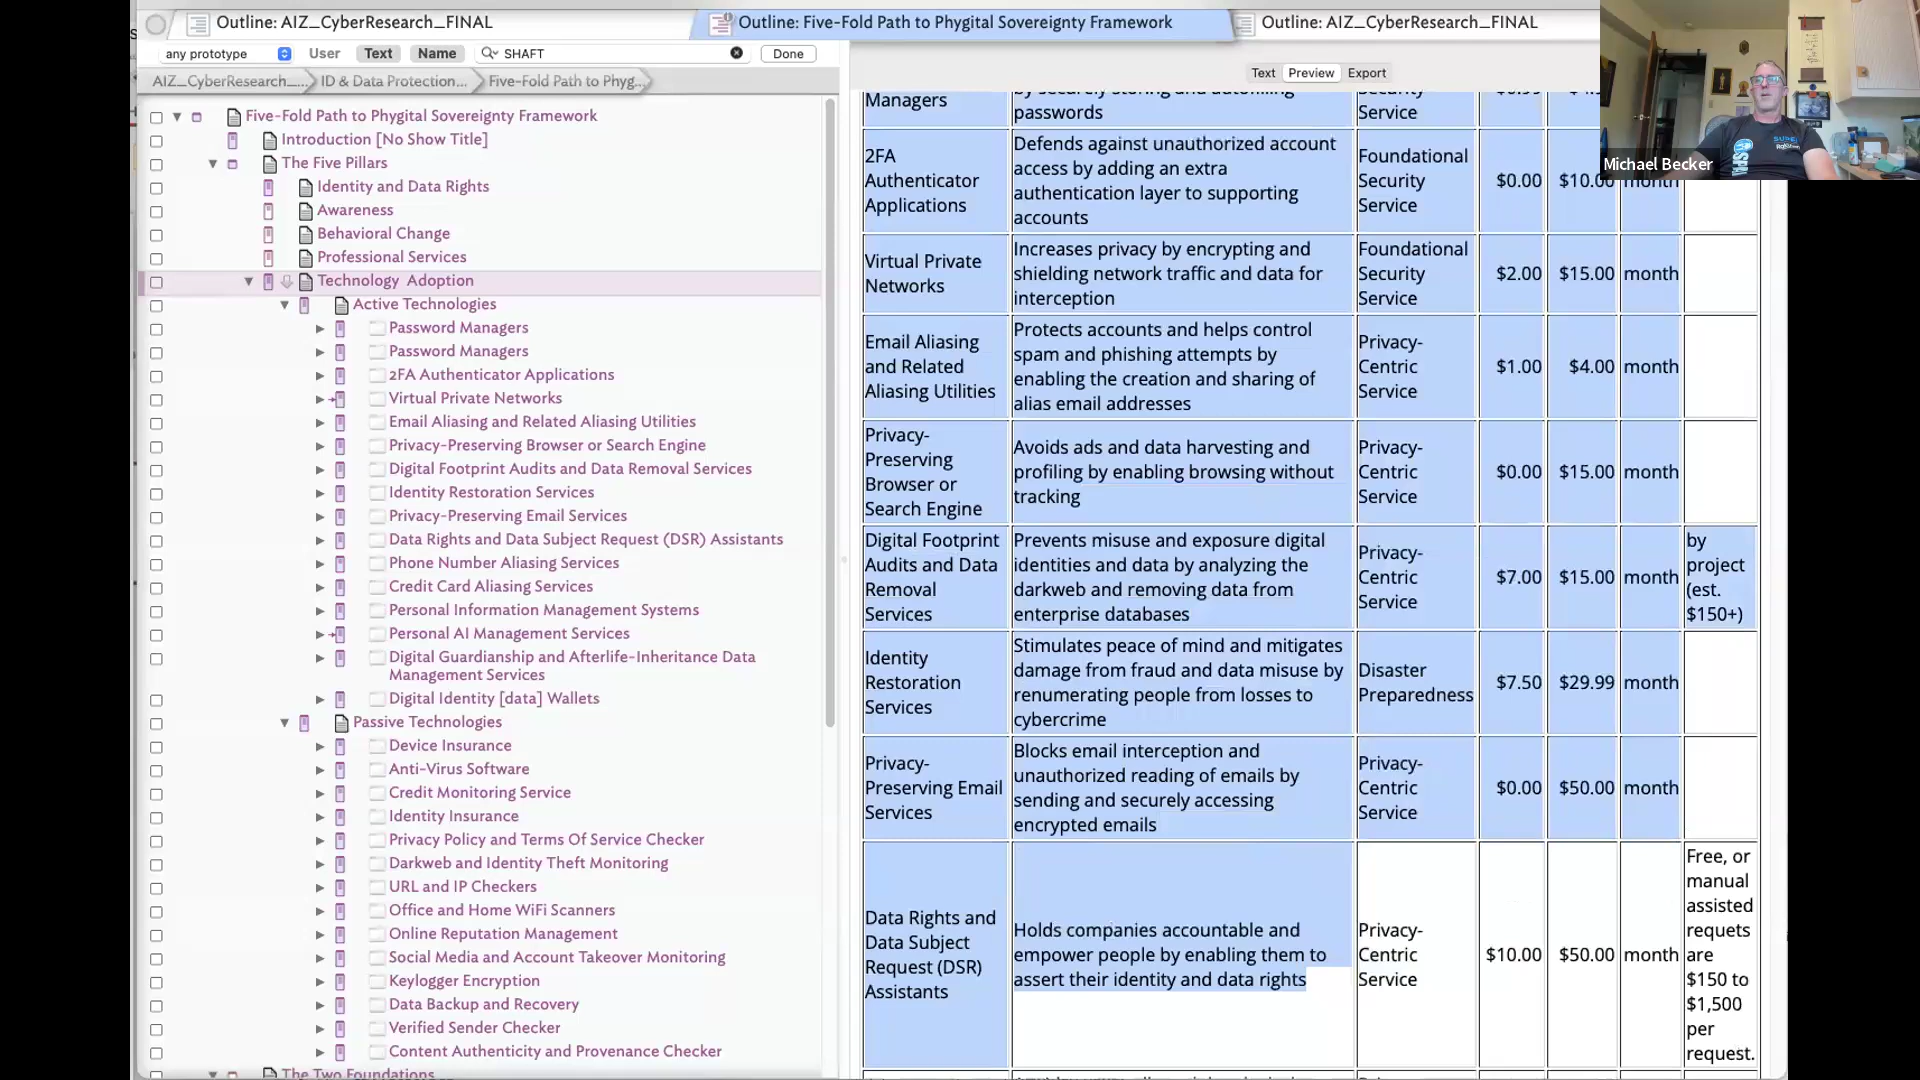 Outline: AIZ_CyberResearch_FINAL
Outline: Five-Fold Path to Phygital Sovereignty Framework
Outline: AIZ_CyberResearch_FINAL
any prototype
User
Text
Name
SHAFT
Done
AIZ_CyberResearch_...
ID & Data Protection...
Five-Fold Path to Phyg...
Five-Fold Path to Phygital Sovereignty Framework
Introduction [No Show Title]
The Five Pillars
Identity and Data Rights
Awareness
Behavioral Change
Professional Services
Technology Adoption
Active Technologies
Password Managers
Password Managers
2FA Authenticator Applications
Virtual Private Networks
Email Aliasing and Related Aliasing Utilities
Privacy-Preserving Browser or Search Engine
Digital Footprint Audits and Data Removal Services
Identity Restoration Services
Privacy-Preserving Email Services
Data Rights and Data Subject Request (DSR) Assistants
Phone Number Aliasing Services
Credit Card Aliasing Services
Personal Information Management Systems
Personal AI Management Services
Digital Guardianship and Afterlife-Inheritance Data
Management Services
Digital Identity [data] Wallets
Passive Technologies
Device Insurance
Anti-Virus Software
Credit Monitoring Service
Identity Insurance
Privacy Policy and Terms Of Service Checker
Darkweb and Identity Theft Monitoring
URL and IP Checkers
Office and Home WiFi Scanners
Online Reputation Management
Social Media and Account Takeover Monitoring
Keylogger Encryption
Data Backup and Recovery
Verified Sender Checker
Content Authenticity and Provenance Checker
The Two Foundations
Text
Preview
Export
Managers
by securely storing and autofilling
passwords
Security
Service
2FA
Authenticator
Applications
Defends against unauthorized account
access by adding an extra
authentication layer to supporting
accounts
Foundational
Security
Service
$0.00
$10.00
month
Virtual Private
Networks
Increases privacy by encrypting and
shielding network traffic and data for
interception
Foundational
Security
Service
$2.00
$15.00
month
Email Aliasing
and Related
Aliasing Utilities
Protects accounts and helps control
spam and phishing attempts by
enabling the creation and sharing of
alias email addresses
Privacy-
Centric
Service
$1.00
$4.00
month
Privacy-
Preserving
Browser or
Search Engine
Avoids ads and data harvesting and
profiling by enabling browsing without
tracking
Privacy-
Centric
Service
$0.00
$15.00
month
Digital Footprint
Audits and Data
Removal
Services
Prevents misuse and exposure digital
identities and data by analyzing the
darkweb and removing data from
enterprise databases
Privacy-
Centric
Service
$7.00
$15.00
month
by
project
(est.
$150+)
Identity
Restoration
Services
Stimulates peace of mind and mitigates
damage from fraud and data misuse by
renumerating people from losses to
cybercrime
Disaster
Preparedness
$7.50
$29.99
month
Privacy-
Preserving Email
Services
Blocks email interception and
unauthorized reading of emails by
sending and securely accessing
encrypted emails
Privacy-
Centric
Service
$0.00
$50.00
month
Data Rights and
Data Subject
Request (DSR)
Assistants
Holds companies accountable and
empower people by enabling them to
assert their identity and data rights
Privacy-
Centric
Service
$10.00
$50.00
month
Free, or
manual
assisted
requets
are
$150 to
$1,500
per
request.
Michael Becker